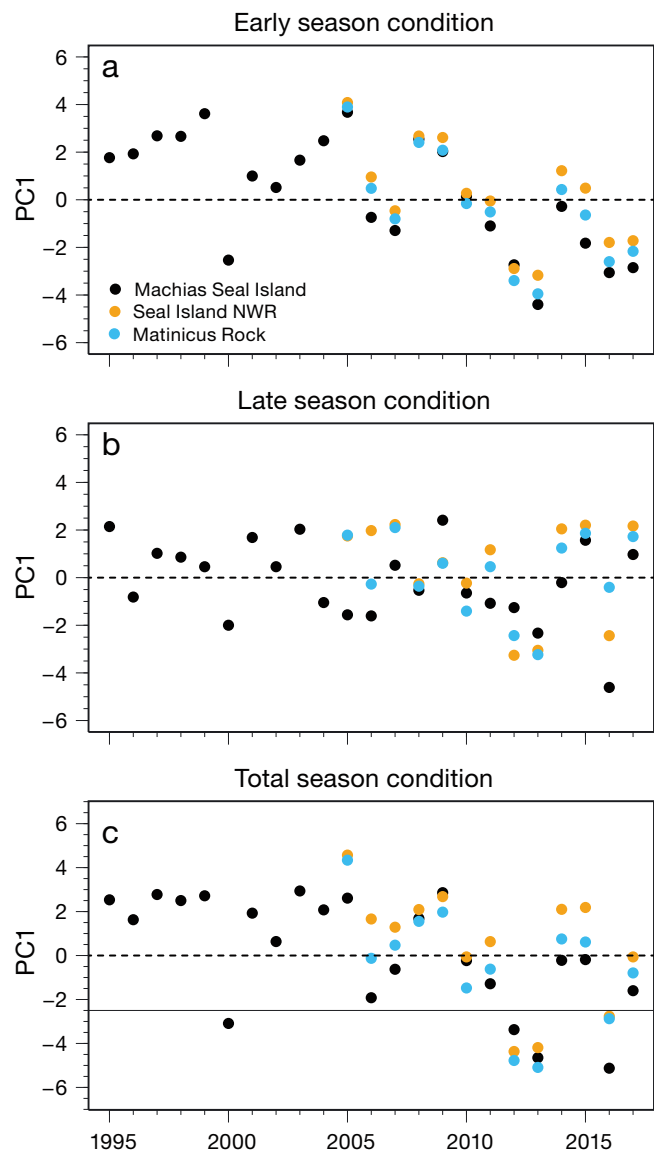 Early season condition
a
6
4
2
0
−2
−4
−6
PC1
Machias Seal Island
Seal Island NWR
Matinicus Rock
Late season condition
b
6
4
2
0
−2
−4
−6
PC1
Total season condition
c
6
4
2
0
−2
−4
−6
PC1
1995 2000 2005 2010 2015